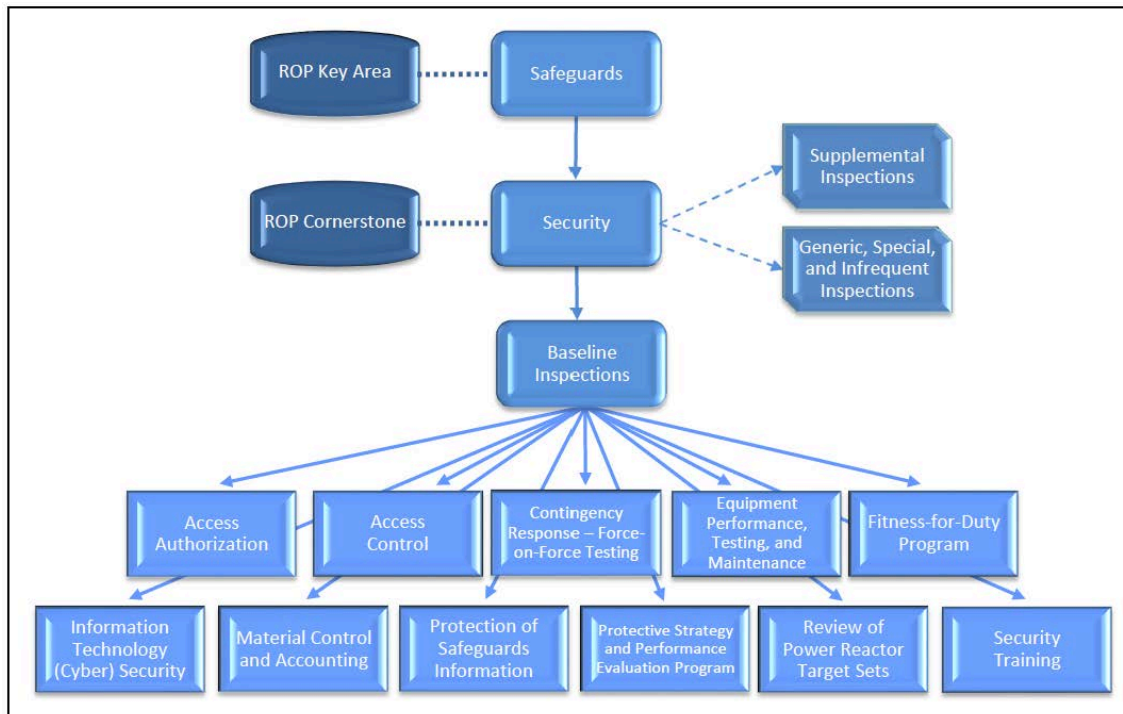 ROP Key Area
Safeguards
Supplemental
Inspections
ROP Cornerstone
Security
Generic, Special,
and Infrequent
Inspections
Baseline
Inspections
Access
Authorization
Access
Control
Contingency
Response – Force-
on-Force Testing
Equipment
Performance,
Testing, and
Maintenance
Fitness-for-Duty
Program
Information
Technology
(Cyber) Security
Material Control
and Accounting
Protection of
Safeguards
Information
Protective Strategy
and Performance
Evaluation Program
Review of
Power Reactor
Target Sets
Security
Training